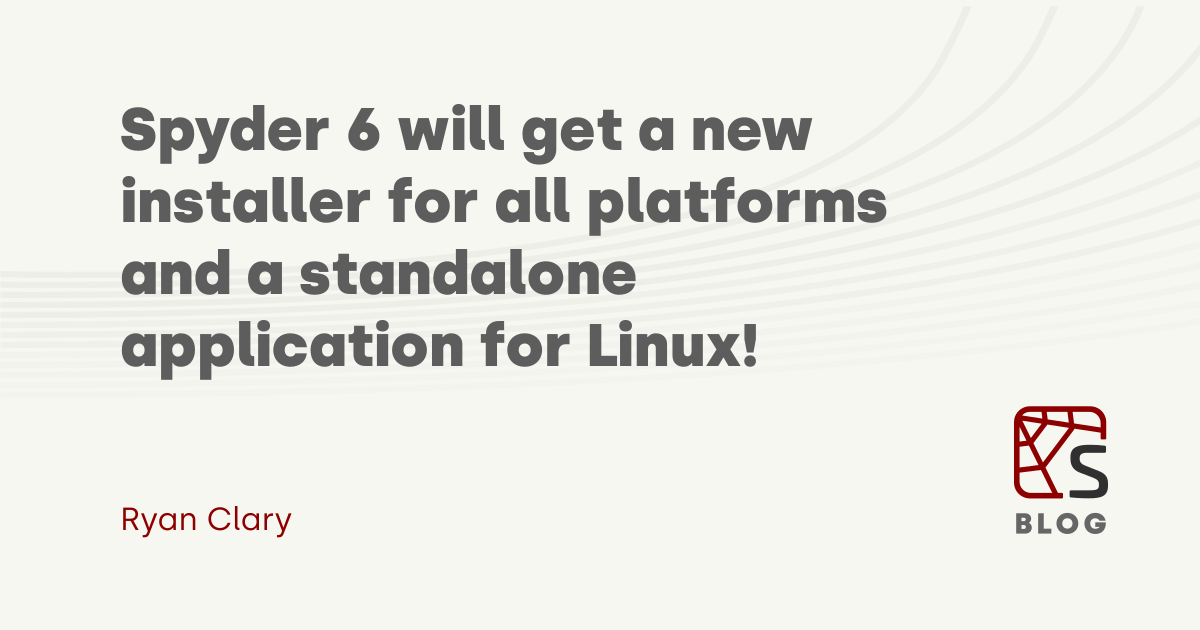 Spyder 6 will get a new
installer for all platforms
and a standalone
application for Linux!
Ryan Clary
S
BLOG